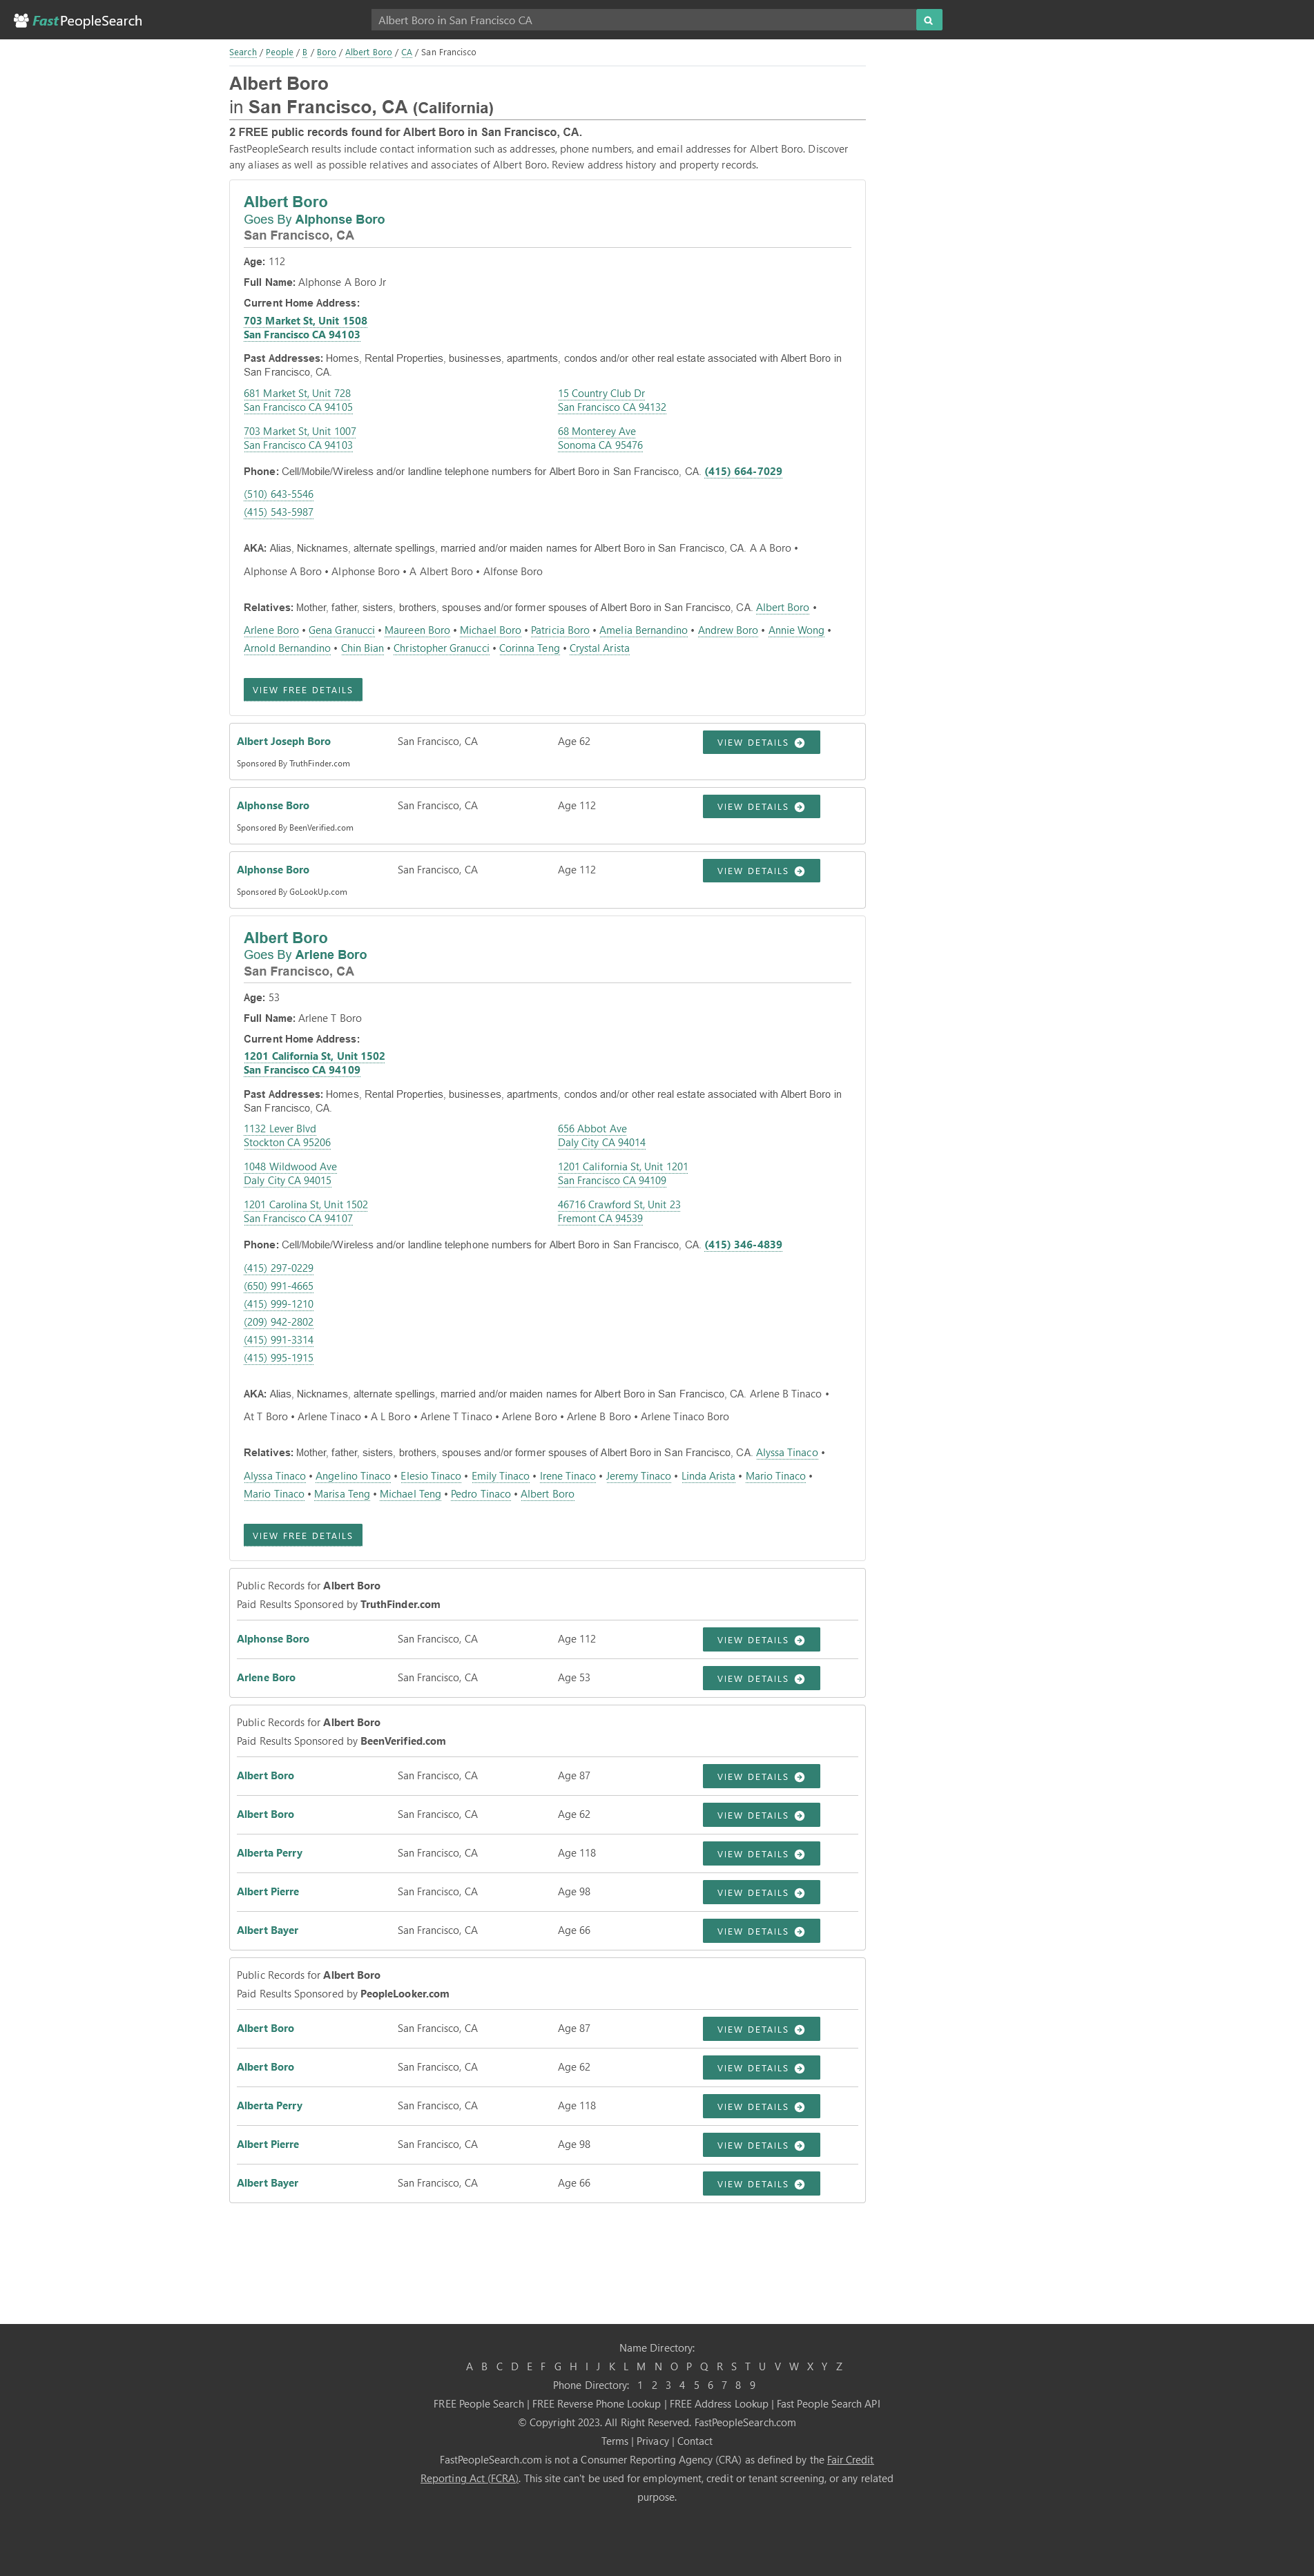 FastPeopleSearch
Albert Boro in San Francisco CA
Search / People / B / Boro / Albert Boro / CA / San Francisco
Albert Boro
in San Francisco, CA (California)
2 FREE public records found for Albert Boro in San Francisco, CA.
FastPeopleSearch results include contact information such as addresses, phone numbers, and email addresses for Albert Boro. Discover
any aliases as well as possible relatives and associates of Albert Boro. Review address history and property records.
Albert Boro
Goes By Alphonse Boro
San Francisco, CA
Age: 112
Full Name: Alphonse A Boro Jr
Current Home Address:
703 Market St, Unit 1508
San Francisco CA 94103
Past Addresses: Homes, Rental Properties, businesses, apartments, condos and/or other real estate associated with Albert Boro in
San Francisco, CA.
681 Market St, Unit 728
San Francisco CA 94105
15 Country Club Dr
San Francisco CA 94132
703 Market St, Unit 1007
San Francisco CA 94103
68 Monterey Ave
Sonoma CA 95476
Phone: Cell/Mobile/Wireless and/or landline telephone numbers for Albert Boro in San Francisco, CA. (415) 664-7029
(510) 643-5546
(415) 543-5987
AKA: Alias, Nicknames, alternate spellings, married and/or maiden names for Albert Boro in San Francisco, CA. A A Boro •
Alphonse A Boro • Alphonse Boro • A Albert Boro • Alfonse Boro
Relatives: Mother, father, sisters, brothers, spouses and/or former spouses of Albert Boro in San Francisco, CA. Albert Boro •
Arlene Boro • Gena Granucci • Maureen Boro • Michael Boro • Patricia Boro • Amelia Bernandino • Andrew Boro • Annie Wong •
Arnold Bernandino • Chin Bian • Christopher Granucci • Corinna Teng • Crystal Arista
VIEW FREE DETAILS
Albert Joseph Boro San Francisco, CA Age 62 VIEW DETAILS
Sponsored By TruthFinder.com
Alphonse Boro San Francisco, CA Age 112 VIEW DETAILS
Sponsored By BeenVerified.com
Alphonse Boro San Francisco, CA Age 112 VIEW DETAILS
Sponsored By GoLookUp.com
Albert Boro
Goes By Arlene Boro
San Francisco, CA
Age: 53
Full Name: Arlene T Boro
Current Home Address:
1201 California St, Unit 1502
San Francisco CA 94109
Past Addresses: Homes, Rental Properties, businesses, apartments, condos and/or other real estate associated with Albert Boro in
San Francisco, CA.
1132 Lever Blvd
Stockton CA 95206
656 Abbot Ave
Daly City CA 94014
1048 Wildwood Ave
Daly City CA 94015
1201 California St, Unit 1201
San Francisco CA 94109
1201 Carolina St, Unit 1502
San Francisco CA 94107
46716 Crawford St, Unit 23
Fremont CA 94539
Phone: Cell/Mobile/Wireless and/or landline telephone numbers for Albert Boro in San Francisco, CA. (415) 346-4839
(415) 297-0229
(650) 991-4665
(415) 999-1210
(209) 942-2802
(415) 991-3314
(415) 995-1915
AKA: Alias, Nicknames, alternate spellings, married and/or maiden names for Albert Boro in San Francisco, CA. Arlene B Tinaco •
At T Boro • Arlene Tinaco • A L Boro • Arlene T Tinaco • Arlene Boro • Arlene B Boro • Arlene Tinaco Boro
Relatives: Mother, father, sisters, brothers, spouses and/or former spouses of Albert Boro in San Francisco, CA. Alyssa Tinaco •
Alyssa Tinaco • Angelino Tinaco • Elesio Tinaco • Emily Tinaco • Irene Tinaco • Jeremy Tinaco • Linda Arista • Mario Tinaco •
Mario Tinaco • Marisa Teng • Michael Teng • Pedro Tinaco • Albert Boro
VIEW FREE DETAILS
Public Records for Albert Boro
Paid Results Sponsored by TruthFinder.com
Alphonse Boro San Francisco, CA Age 112 VIEW DETAILS
Arlene Boro San Francisco, CA Age 53 VIEW DETAILS
Public Records for Albert Boro
Paid Results Sponsored by BeenVerified.com
Albert Boro San Francisco, CA Age 87 VIEW DETAILS
Albert Boro San Francisco, CA Age 62 VIEW DETAILS
Alberta Perry San Francisco, CA Age 118 VIEW DETAILS
Albert Pierre San Francisco, CA Age 98 VIEW DETAILS
Albert Bayer San Francisco, CA Age 66 VIEW DETAILS
Public Records for Albert Boro
Paid Results Sponsored by PeopleLooker.com
Albert Boro San Francisco, CA Age 87 VIEW DETAILS
Albert Boro San Francisco, CA Age 62 VIEW DETAILS
Alberta Perry San Francisco, CA Age 118 VIEW DETAILS
Albert Pierre San Francisco, CA Age 98 VIEW DETAILS
Albert Bayer San Francisco, CA Age 66 VIEW DETAILS
Name Directory:
A B C D E F G H I J K L M N O P Q R S T U V W X Y Z
Phone Directory: 1 2 3 4 5 6 7 8 9
FREE People Search | FREE Reverse Phone Lookup | FREE Address Lookup | Fast People Search API
© Copyright 2023. All Right Reserved. FastPeopleSearch.com
Terms | Privacy | Contact
FastPeopleSearch.com is not a Consumer Reporting Agency (CRA) as defined by the Fair Credit
Reporting Act (FCRA). This site can't be used for employment, credit or tenant screening, or any related
purpose.